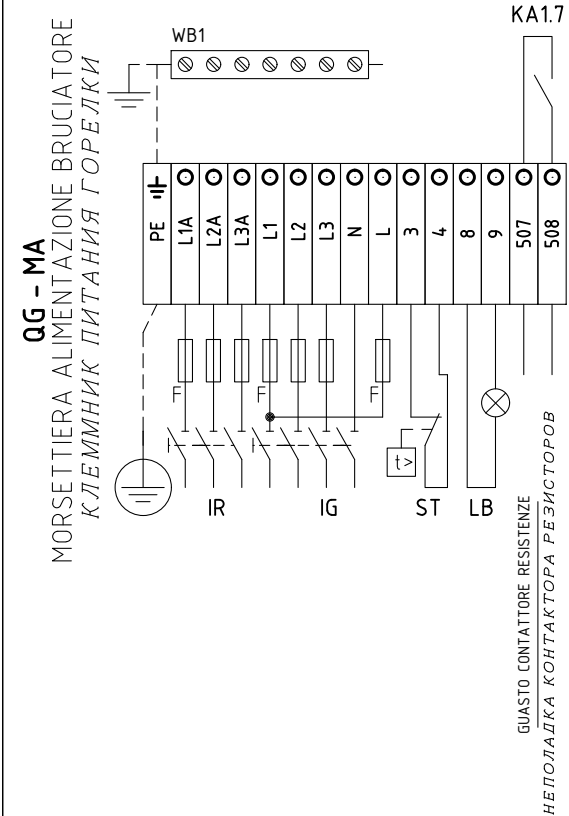 QG - MA
MORSETTIERA ALIMENTAZIONE BRUCIATORE
КЛЕММНИК ПИТАНИЯ ГОРЕЛКИ
KA1.7
WB1
PE
L1A
L2A
L3A
L1
L2
L3
N
L
3
4
8
9
507
508
F
F
F
t>
IR
IG
ST
LB
GUASTO CONTATTORE RESISTENZE
НЕПОЛАДКА КОНТАКТОРА РЕЗИСТОРОВ